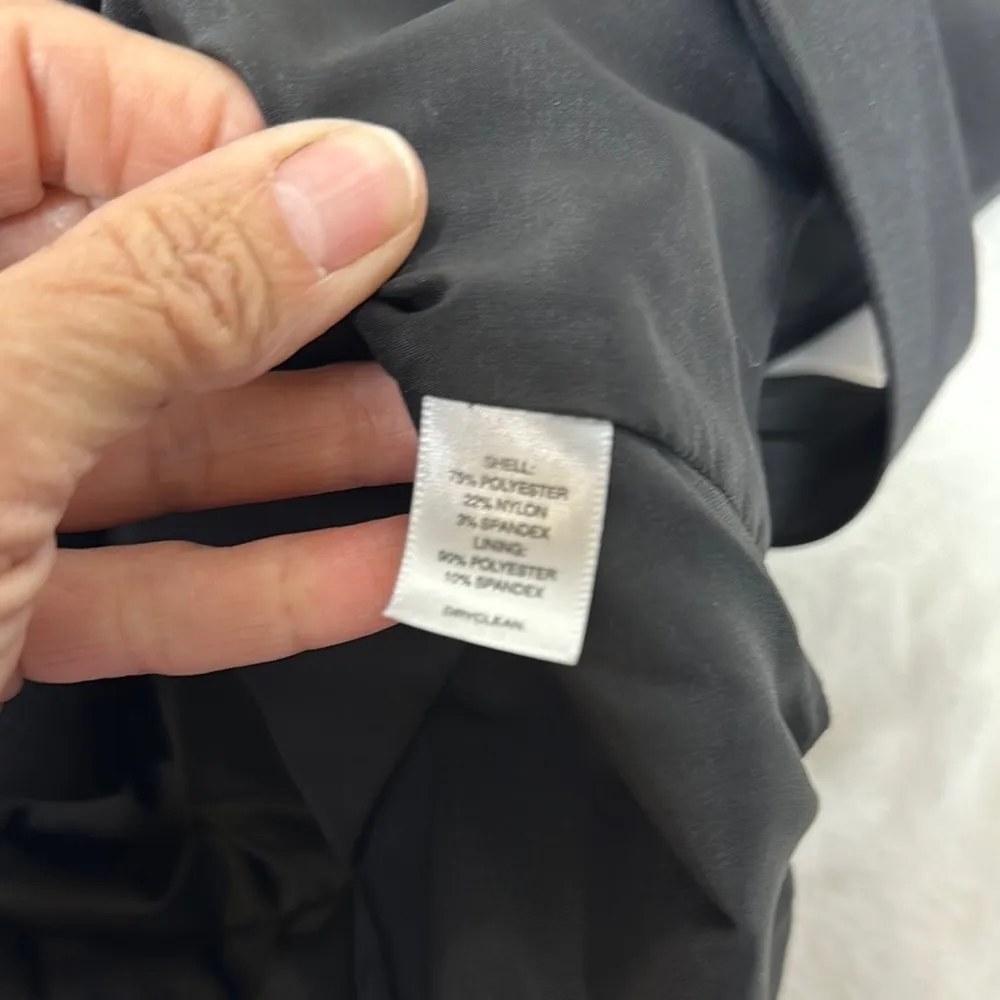 SHELL:
75% POLYESTER
22% NYLON
3% SPANDEX
LINING:
90% POLYESTER
10% SPANDEX
DRYCLEAN